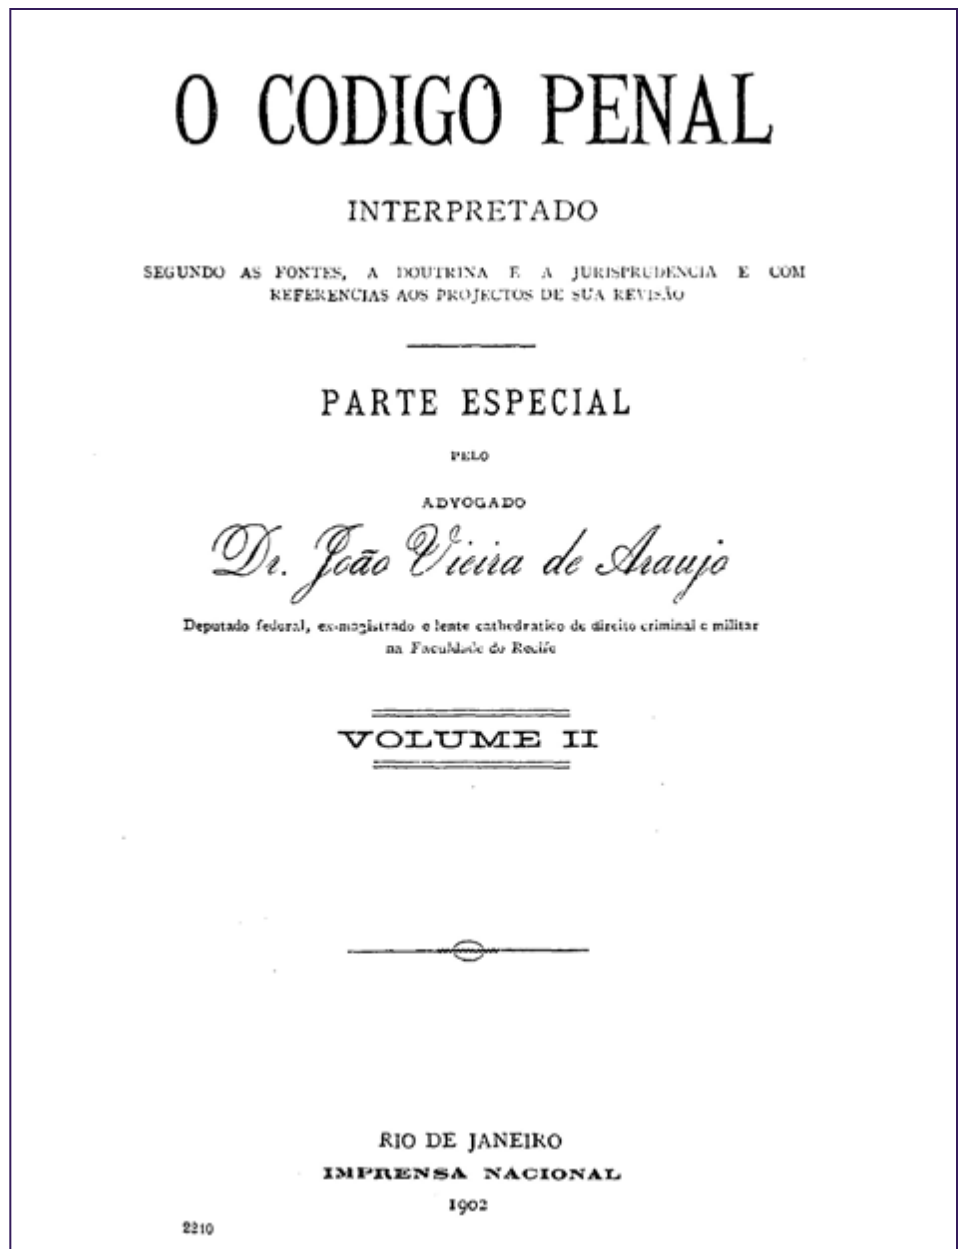 O CODIGO PENAL
INTERPRETADO
SEGUNDO AS FONTES, A DOUTRINA E A JURISPRUDENCIA E COM
REFERENCIAS AOS PROJECTOS DE SUA REVISÃO
PARTE ESPECIAL
PELO
ADVOGADO
Dr. João Vieira de Araujo
Deputado federal, ex-magistrado e lente cathedratico de direito criminal e militar
na Faculdade do Recife
VOLUME II
RIO DE JANEIRO
IMPRENSA NACIONAL
1902
2210